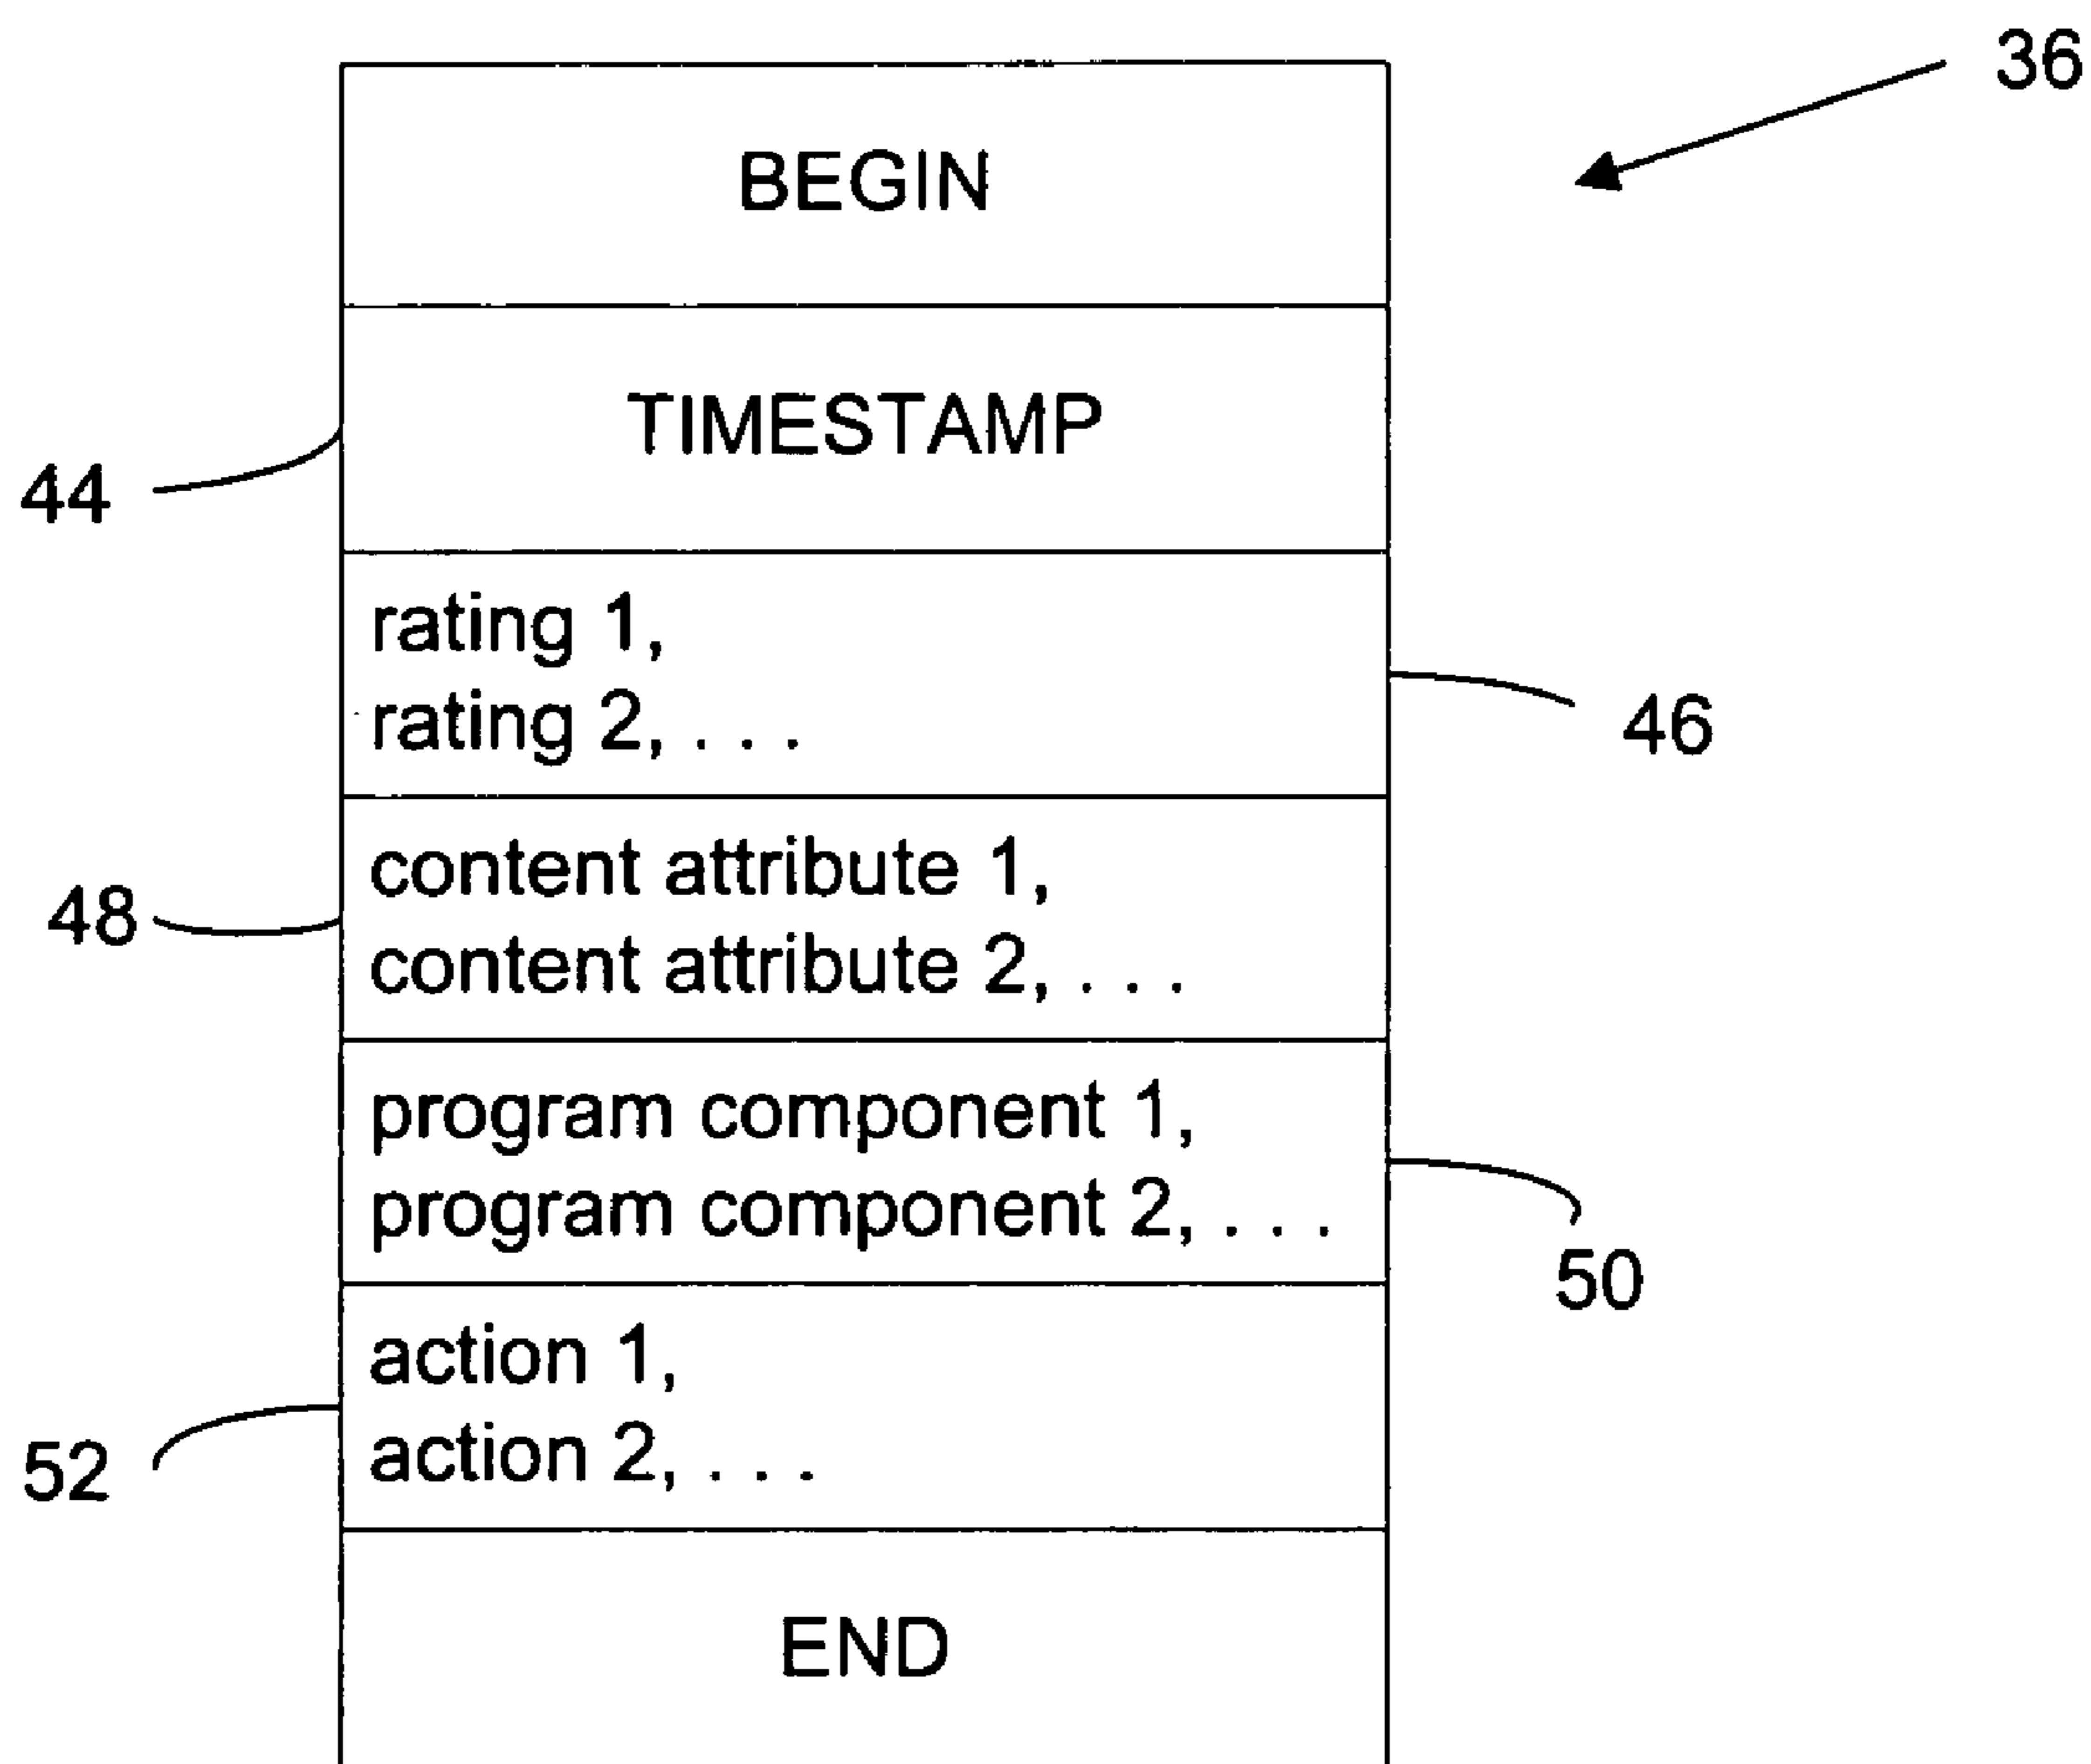 36
BEGIN
TIMESTAMP
44
rating 1,
rating 2, . . .
46
content attribute 1,
content attribute 2, . . .
48
program component 1,
program component 2, . . .
50
action 1,
action 2, . . .
52
END